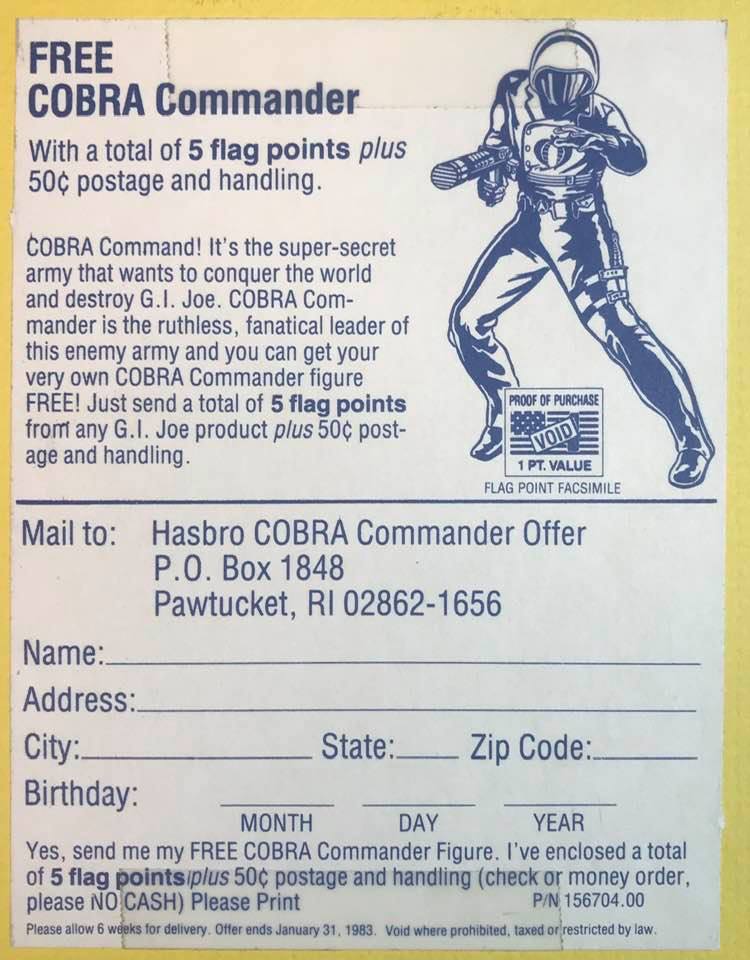 FREE
COBRA Commander
With a total of 5 flag points plus
50¢ postage and handling.
COBRA Command! It's the super-secret
army that wants to conquer the world
and destroy G.I. Joe. COBRA Com-
mander is the ruthless, fanatical leader of
this enemy army and you can get your
very own COBRA Commander figure
FREE! Just send a total of 5 flag points
from any G.I. Joe product plus 50¢ post-
age and handling.
PROOF OF PURCHASE
VOID
1 PT. VALUE
FLAG POINT FACSIMILE
Mail to: Hasbro COBRA Commander Offer
P.O. Box 1848
Pawtucket, RI 02862-1656
Name:
Address:
City: State: Zip Code:
Birthday:
MONTH DAY YEAR
Yes, send me my FREE COBRA Commander Figure. I've enclosed a total
of 5 flag points plus 50¢ postage and handling (check or money order,
please NO CASH) Please Print P/N 156704.00
Please allow 6 weeks for delivery. Offer ends January 31, 1983. Void where prohibited, taxed or restricted by law.